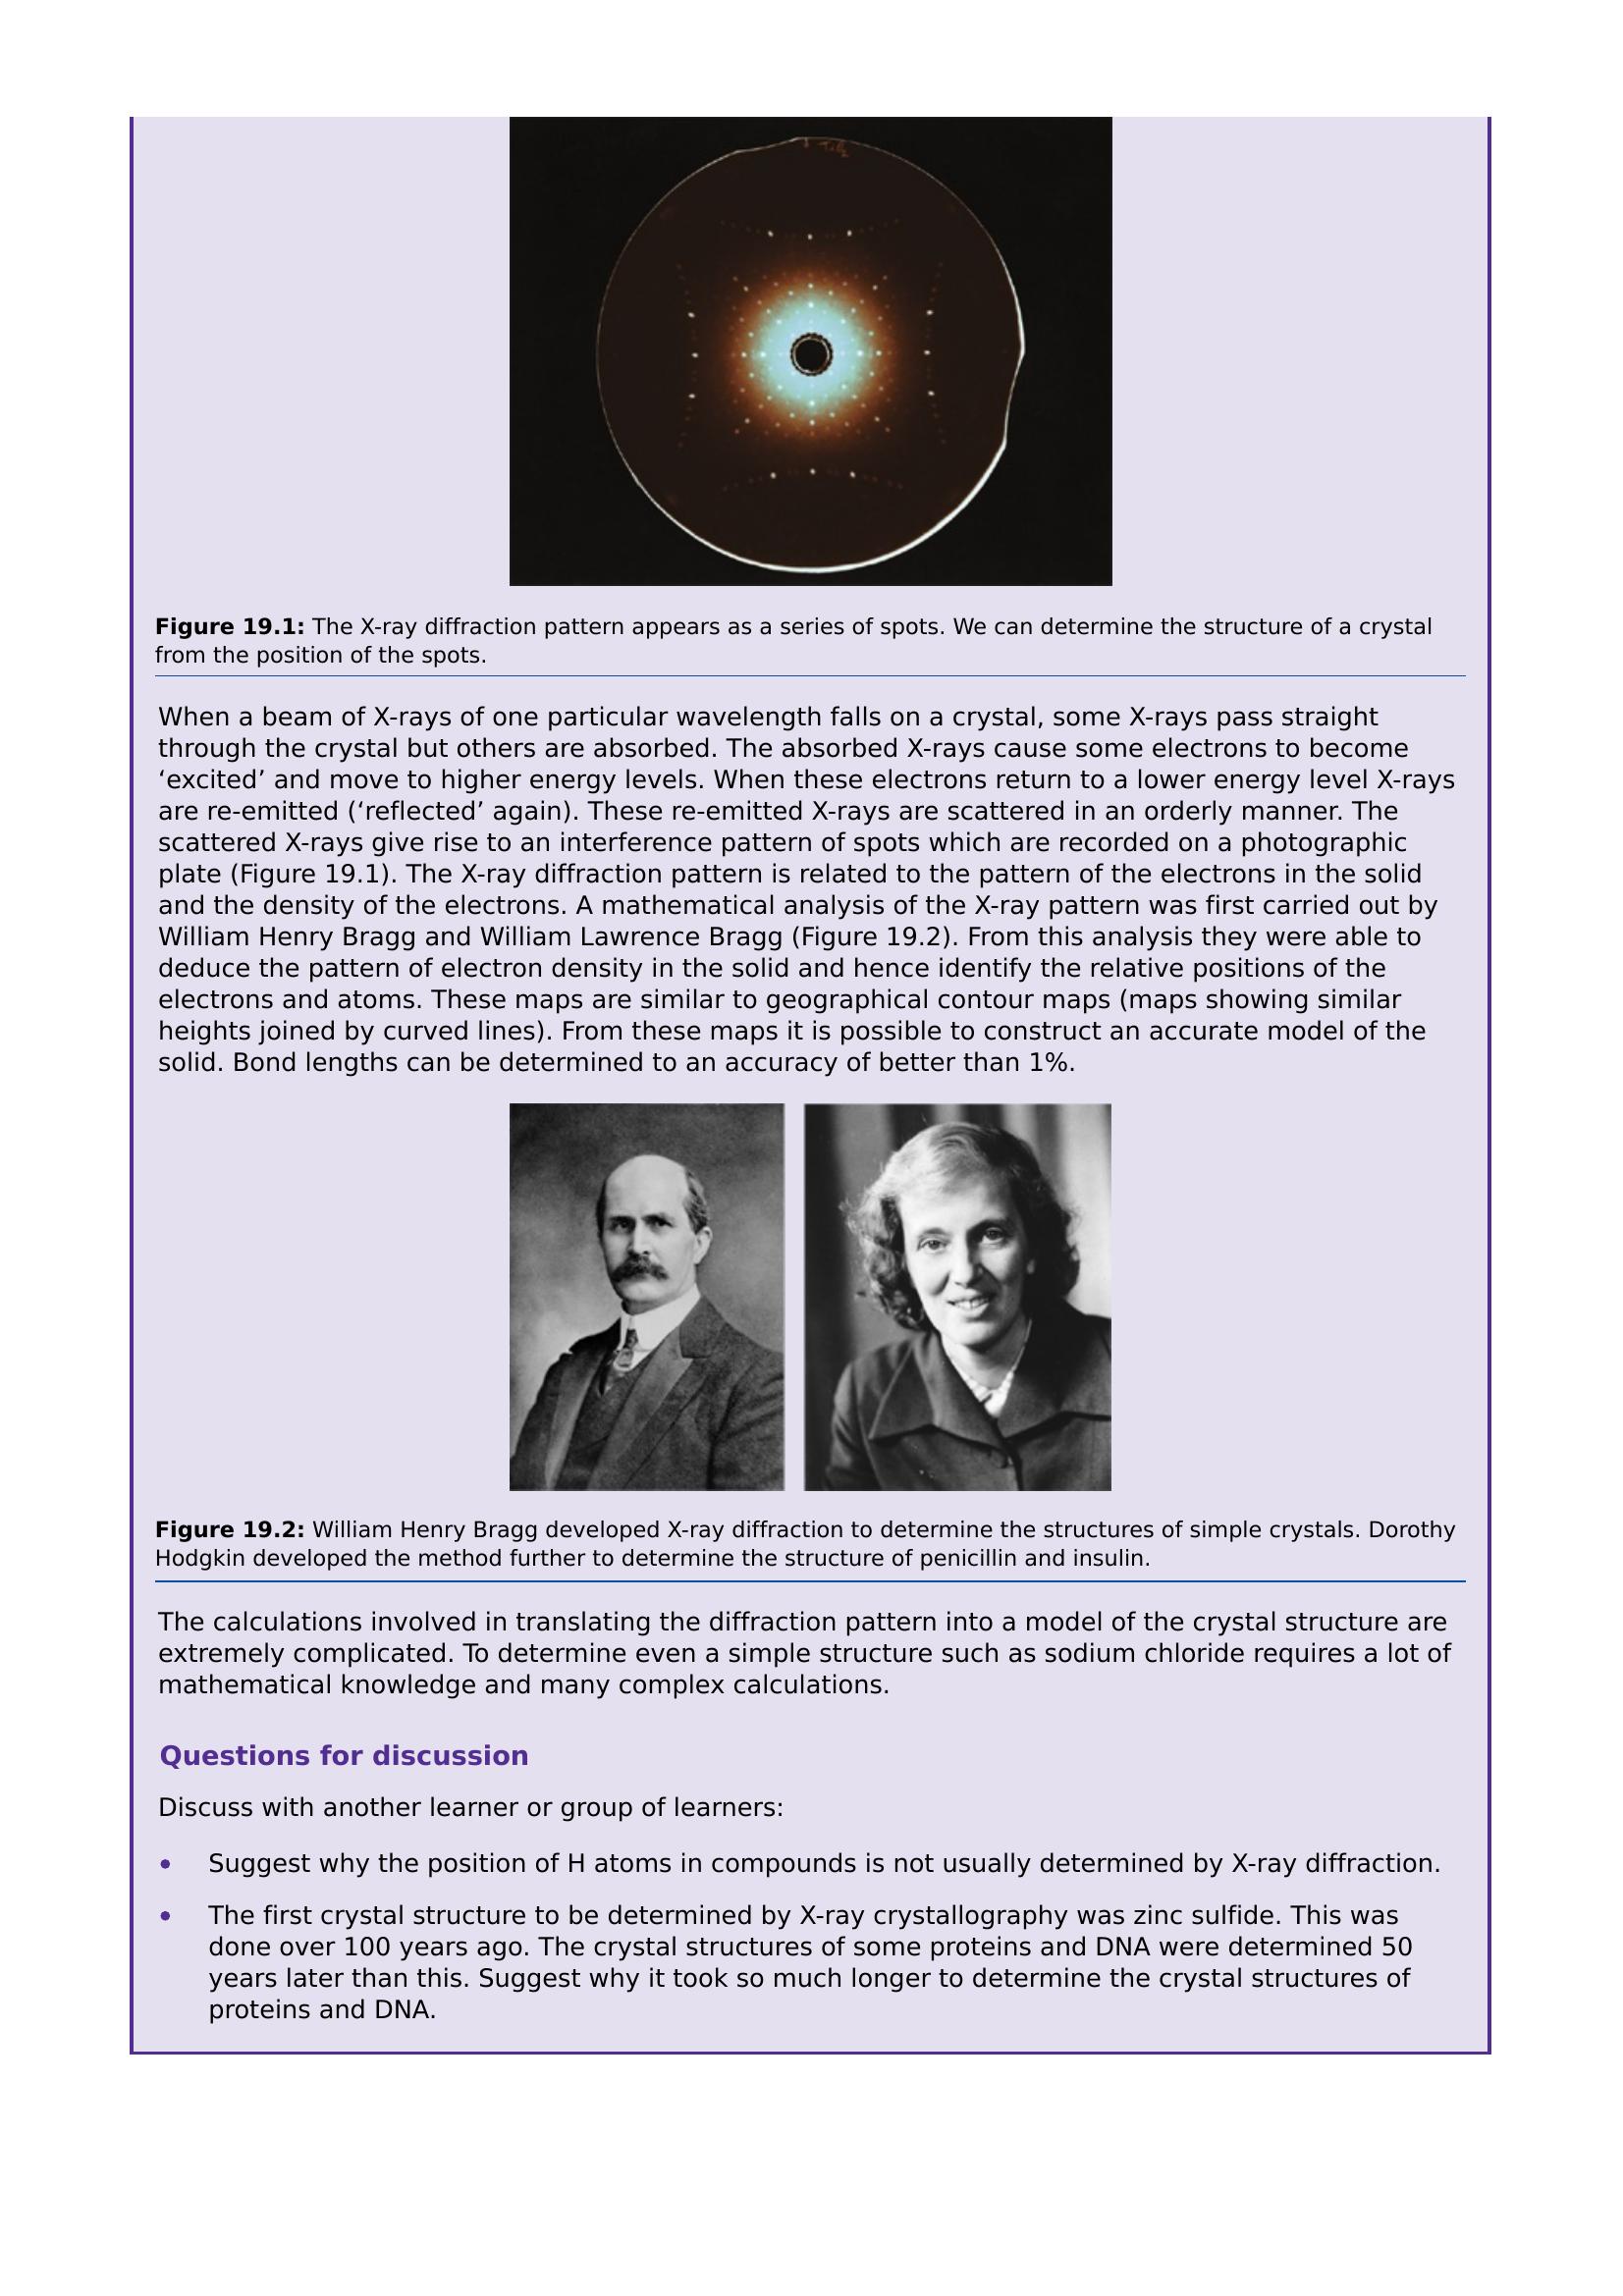 Figure 19.1: The X-ray diffraction pattern appears as a series of spots. We can determine the structure of a crystal
from the position of the spots.
When a beam of X-rays of one particular wavelength falls on a crystal, some X-rays pass straight
through the crystal but others are absorbed. The absorbed X-rays cause some electrons to become
‘excited’ and move to higher energy levels. When these electrons return to a lower energy level X-rays
are re-emitted (‘reflected’ again). These re-emitted X-rays are scattered in an orderly manner. The
scattered X-rays give rise to an interference pattern of spots which are recorded on a photographic
plate (Figure 19.1). The X-ray diffraction pattern is related to the pattern of the electrons in the solid
and the density of the electrons. A mathematical analysis of the X-ray pattern was first carried out by
William Henry Bragg and William Lawrence Bragg (Figure 19.2). From this analysis they were able to
deduce the pattern of electron density in the solid and hence identify the relative positions of the
electrons and atoms. These maps are similar to geographical contour maps (maps showing similar
heights joined by curved lines). From these maps it is possible to construct an accurate model of the
solid. Bond lengths can be determined to an accuracy of better than 1%.
Figure 19.2: William Henry Bragg developed X-ray diffraction to determine the structures of simple crystals. Dorothy
Hodgkin developed the method further to determine the structure of penicillin and insulin.
The calculations involved in translating the diffraction pattern into a model of the crystal structure are
extremely complicated. To determine even a simple structure such as sodium chloride requires a lot of
mathematical knowledge and many complex calculations.
Questions for discussion
Discuss with another learner or group of learners:
• Suggest why the position of H atoms in compounds is not usually determined by X-ray diffraction.
• The first crystal structure to be determined by X-ray crystallography was zinc sulfide. This was
done over 100 years ago. The crystal structures of some proteins and DNA were determined 50
years later than this. Suggest why it took so much longer to determine the crystal structures of
proteins and DNA.